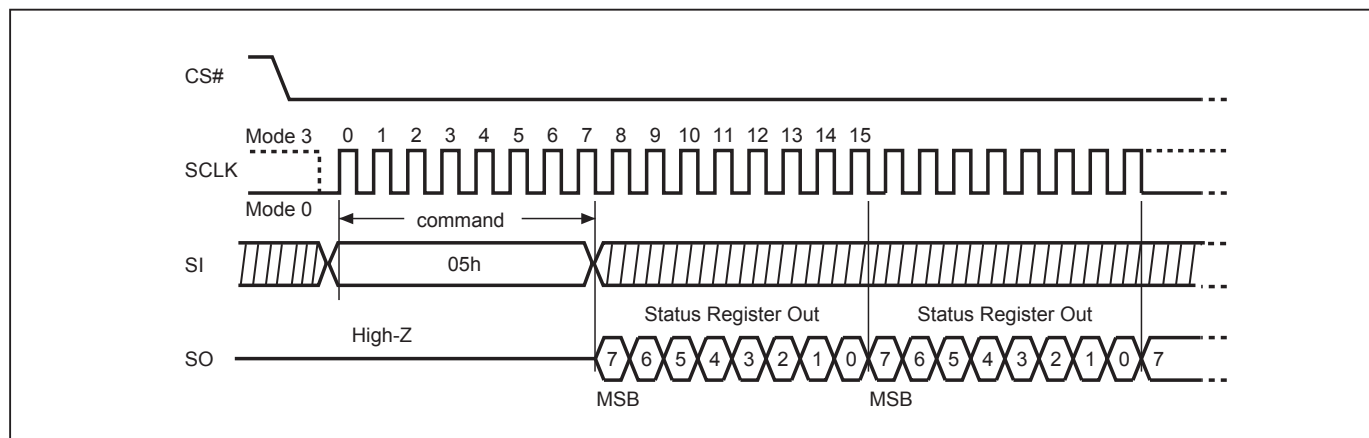 CS#
Mode 3
0 1 2 3 4 5 6 7 8 9 10 11 12 13 14 15
SCLK
Mode 0
command
SI
05h
Status Register Out Status Register Out
High-Z
SO
7 6 5 4 3 2 1 0 7 6 5 4 3 2 1 0 7
MSB MSB